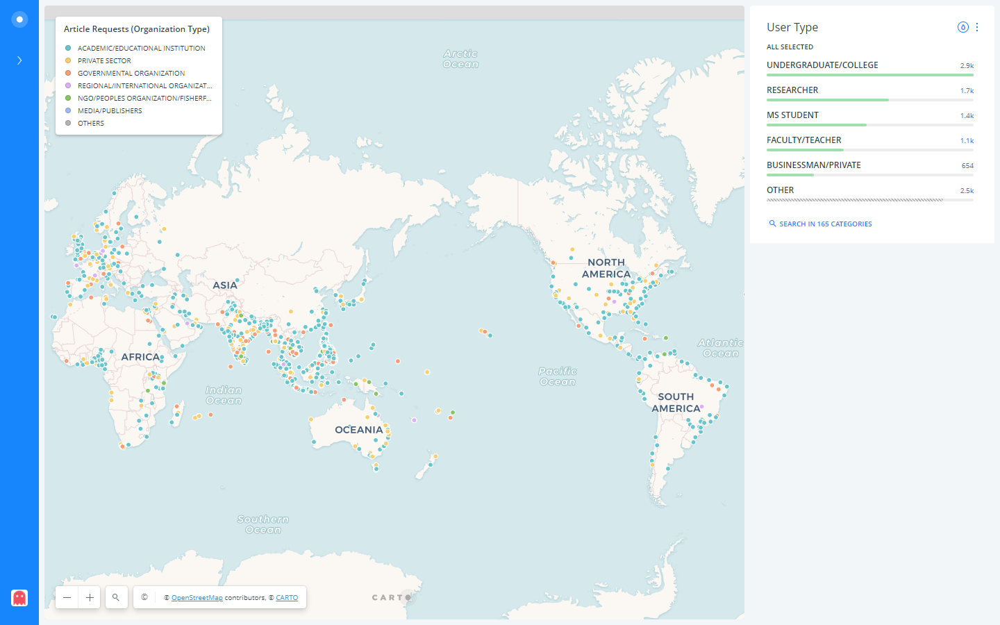 Article Requests (Organization Type)
ACADEMIC/EDUCATIONAL INSTITUTION
PRIVATE SECTOR
GOVERNMENTAL ORGANIZATION
REGIONAL/INTERNATIONAL ORGANIZAT...
NGO/PEOPLES ORGANIZATION/FISHERF...
MEDIA/PUBLISHERS
OTHERS
Arctic
Ocean
NORTH
AMERICA
ASIA
Atlantic
Ocean
AFRICA
Pacific
Ocean
Indian
Ocean
SOUTH
AMERICA
OCEANIA
Southern
Ocean
© © OpenStreetMap contributors, © CARTO
CARTO
User Type
ALL SELECTED
UNDERGRADUATE/COLLEGE 2.9k
RESEARCHER 1.7k
MS STUDENT 1.4k
FACULTY/TEACHER 1.1k
BUSINESSMAN/PRIVATE 654
OTHER 2.5k
SEARCH IN 165 CATEGORIES